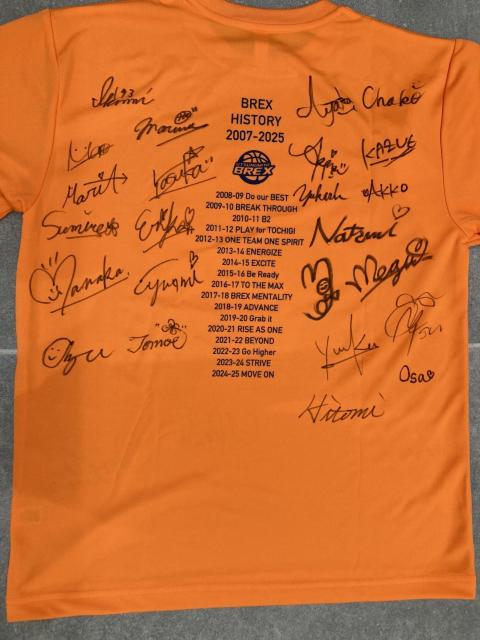 BREX
HISTORY
2007-2025
UTSUNOMIYA
BREX
2008-09 Do our BEST
2009-10 BREAK THROUGH
2010-11 B2
2011-12 PLAY for TOCHIGI
2012-13 ONE TEAM ONE SPIRIT
2013-14 ENERGIZE
2014-15 EXCITE
2015-16 Be Ready
2016-17 TO THE MAX
2017-18 BREX MENTALITY
2018-19 ADVANCE
2019-20 Grab it
2020-21 RISE AS ONE
2021-22 BEYOND
2022-23 Go Higher
2023-24 STRIVE
2024-25 MOVE ON
Marina
Sumire
Manaka
Ayumi
Tomoe
Chako
KAZUE
AKKO
Natsumi
Megu
Osa
Hitomi